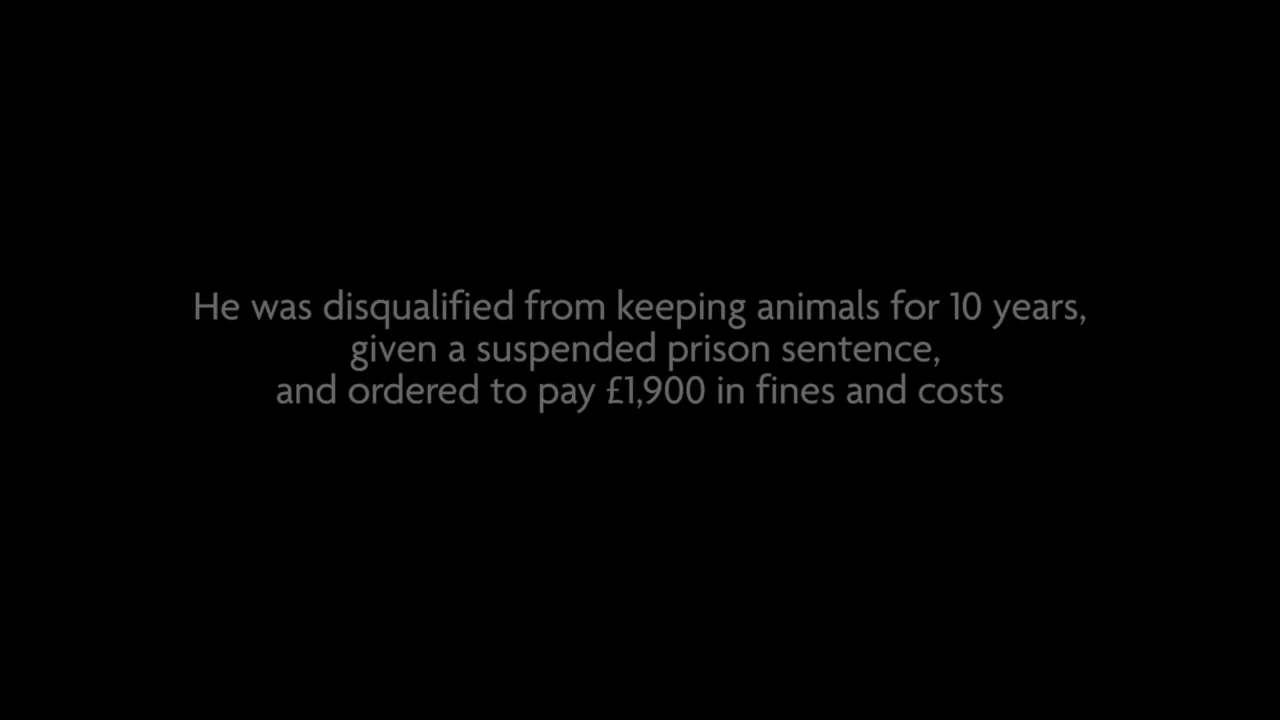 He was disqualified from keeping animals for 10 years,
given a suspended prison sentence,
and ordered to pay £1,900 in fines and costs